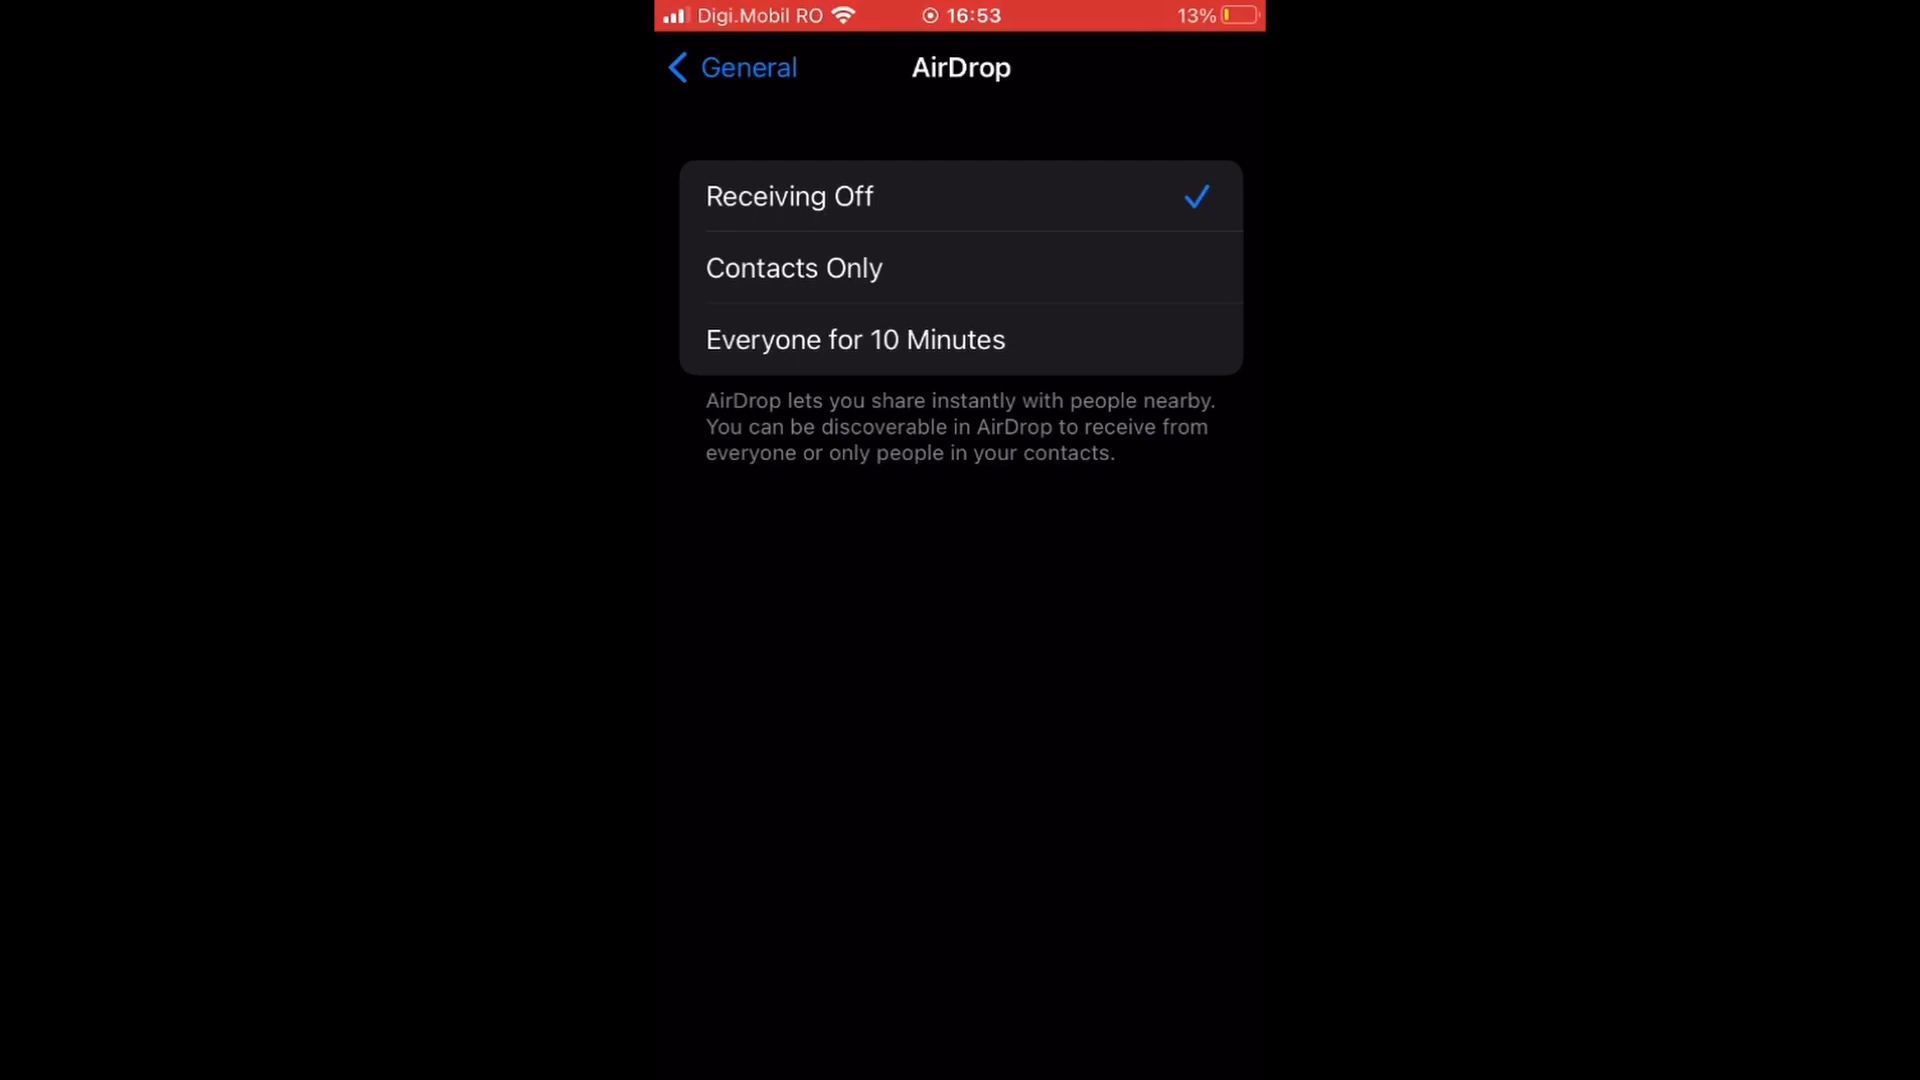 Digi.Mobil RO 16:53 13%
General AirDrop
Receiving Off
Contacts Only
Everyone for 10 Minutes
AirDrop lets you share instantly with people nearby.
You can be discoverable in AirDrop to receive from
everyone or only people in your contacts.